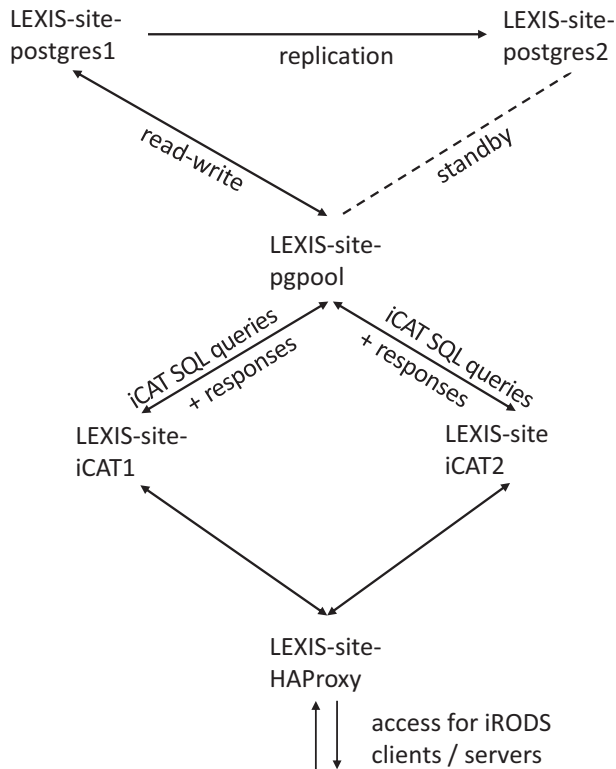 LEXIS-site-
postgres1
replication
LEXIS-site-
postgres2
read-write
standby
LEXIS-site-
pgpool
iCAT SQL queries
+ responses
iCAT SQL queries
+ responses
LEXIS-site-
iCAT1
LEXIS-site
iCAT2
LEXIS-site-
HAProxy
access for iRODS
clients / servers